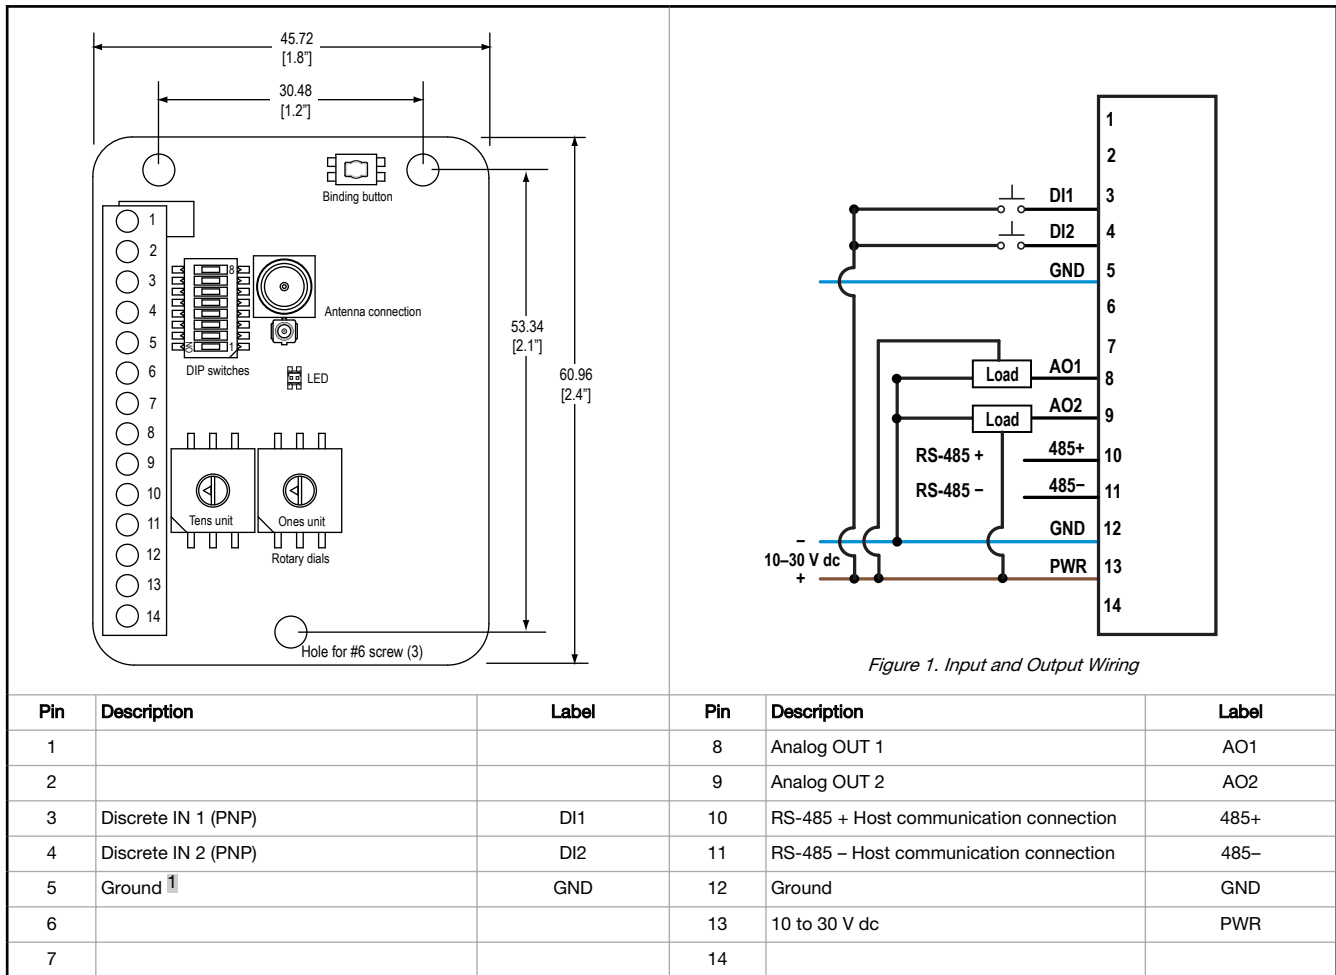 45.72
[1.8"]
30.48
[1.2"]
Binding button
1
2
3
4
5
6
7
8
9
10
11
12
13
14
8
ON
1
DIP switches
Antenna connection
LED
53.34
[2.1"]
60.96
[2.4"]
Tens unit
Ones unit
Rotary dials
Hole for #6 screw (3)
1
2
DI1 3
DI2 4
GND 5
6
7
Load AO1 8
Load AO2 9
RS-485 + 485+ 10
RS-485 – 485– 11
– GND 12
10–30 V dc
+ PWR 13
14
Figure 1. Input and Output Wiring
Pin Description Label Pin Description Label
1 8 Analog OUT 1 AO1
2 9 Analog OUT 2 AO2
3 Discrete IN 1 (PNP) DI1 10 RS-485 + Host communication connection 485+
4 Discrete IN 2 (PNP) DI2 11 RS-485 – Host communication connection 485–
5 Ground 1 GND 12 Ground GND
6 13 10 to 30 V dc PWR
7 14